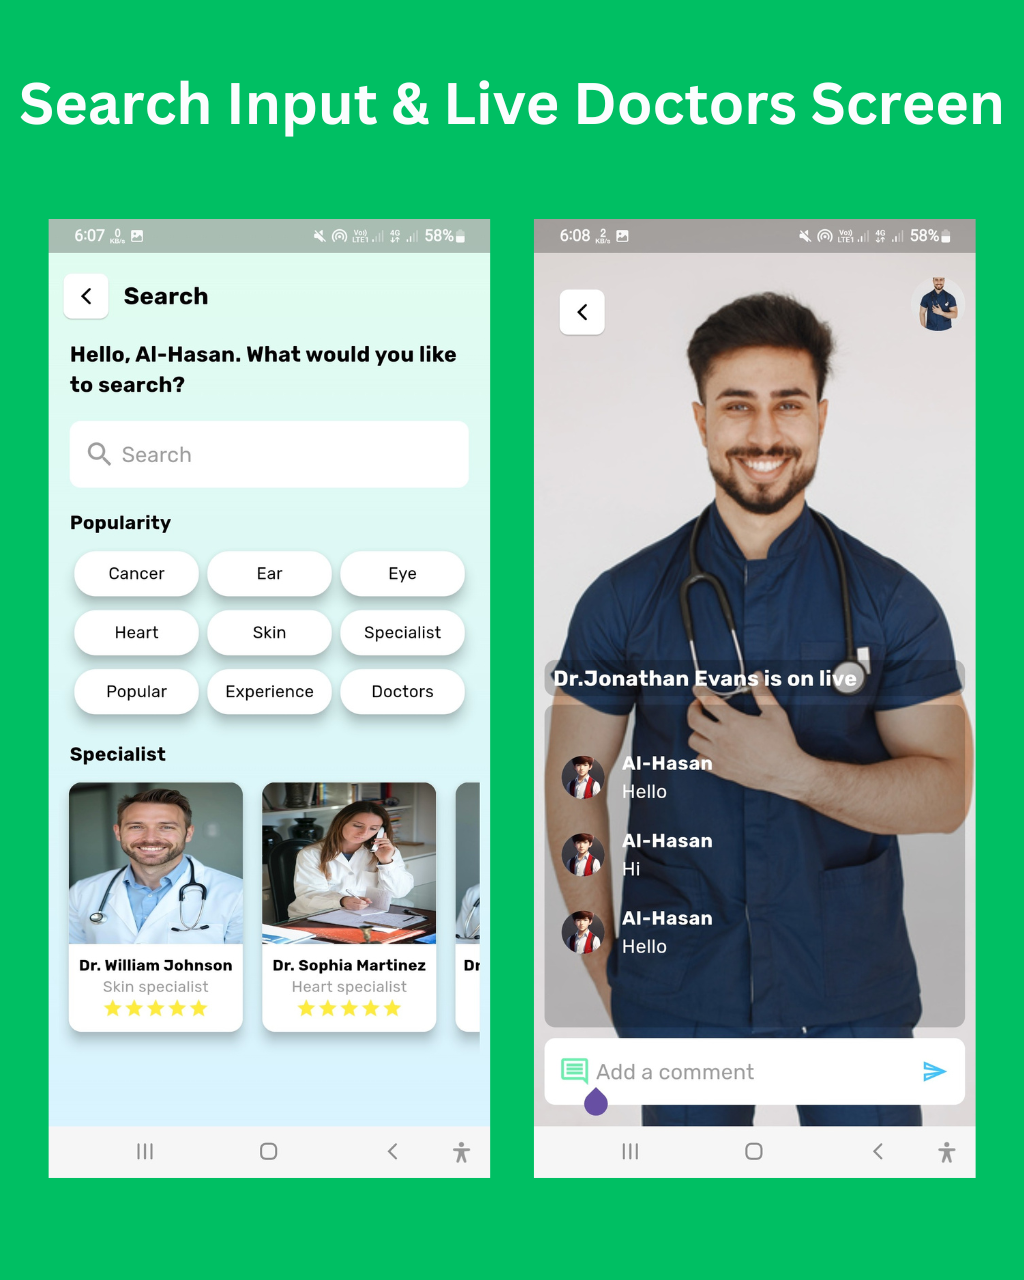 Search Input & Live Doctors Screen
6:07 0 KB/s Vo)) LTE1 4G 58%
Search
Hello, Al-Hasan. What would you like
to search?
Search
Popularity
Cancer Ear Eye
Heart Skin Specialist
Popular Experience Doctors
Specialist
Dr. William Johnson
Skin specialist
Dr. Sophia Martinez
Heart specialist
Dr
6:08 2 KB/s Vo)) LTE1 4G 58%
Dr.Jonathan Evans is on live
Al-Hasan
Hello
Al-Hasan
Hi
Al-Hasan
Hello
Add a comment